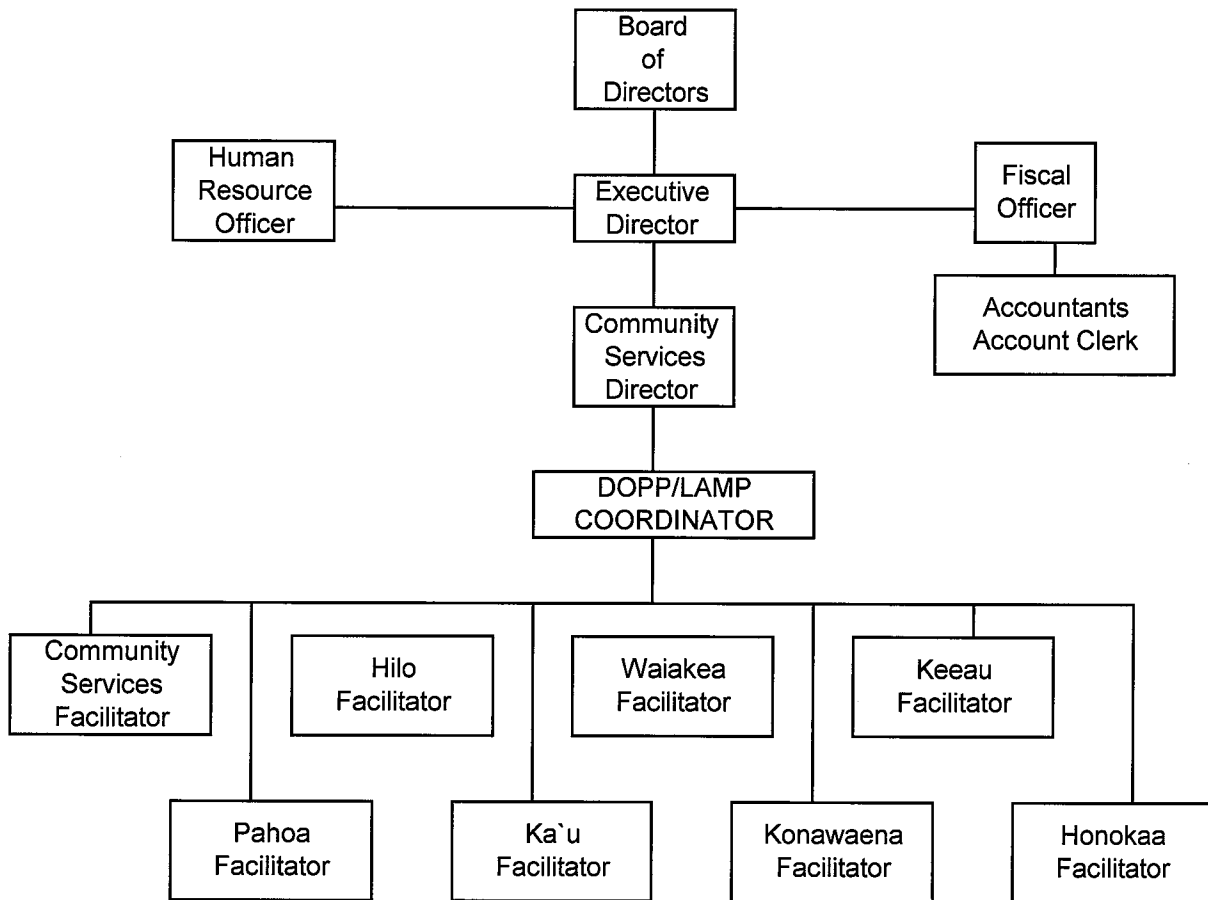 Board
of
Directors
Human
Resource
Officer
Executive
Director
Fiscal
Officer
Accountants
Account Clerk
Community
Services
Director
DOPP/LAMP
COORDINATOR
Community
Services
Facilitator
Hilo
Facilitator
Waiakea
Facilitator
Keeau
Facilitator
Pahoa
Facilitator
Ka`u
Facilitator
Konawaena
Facilitator
Honokaa
Facilitator